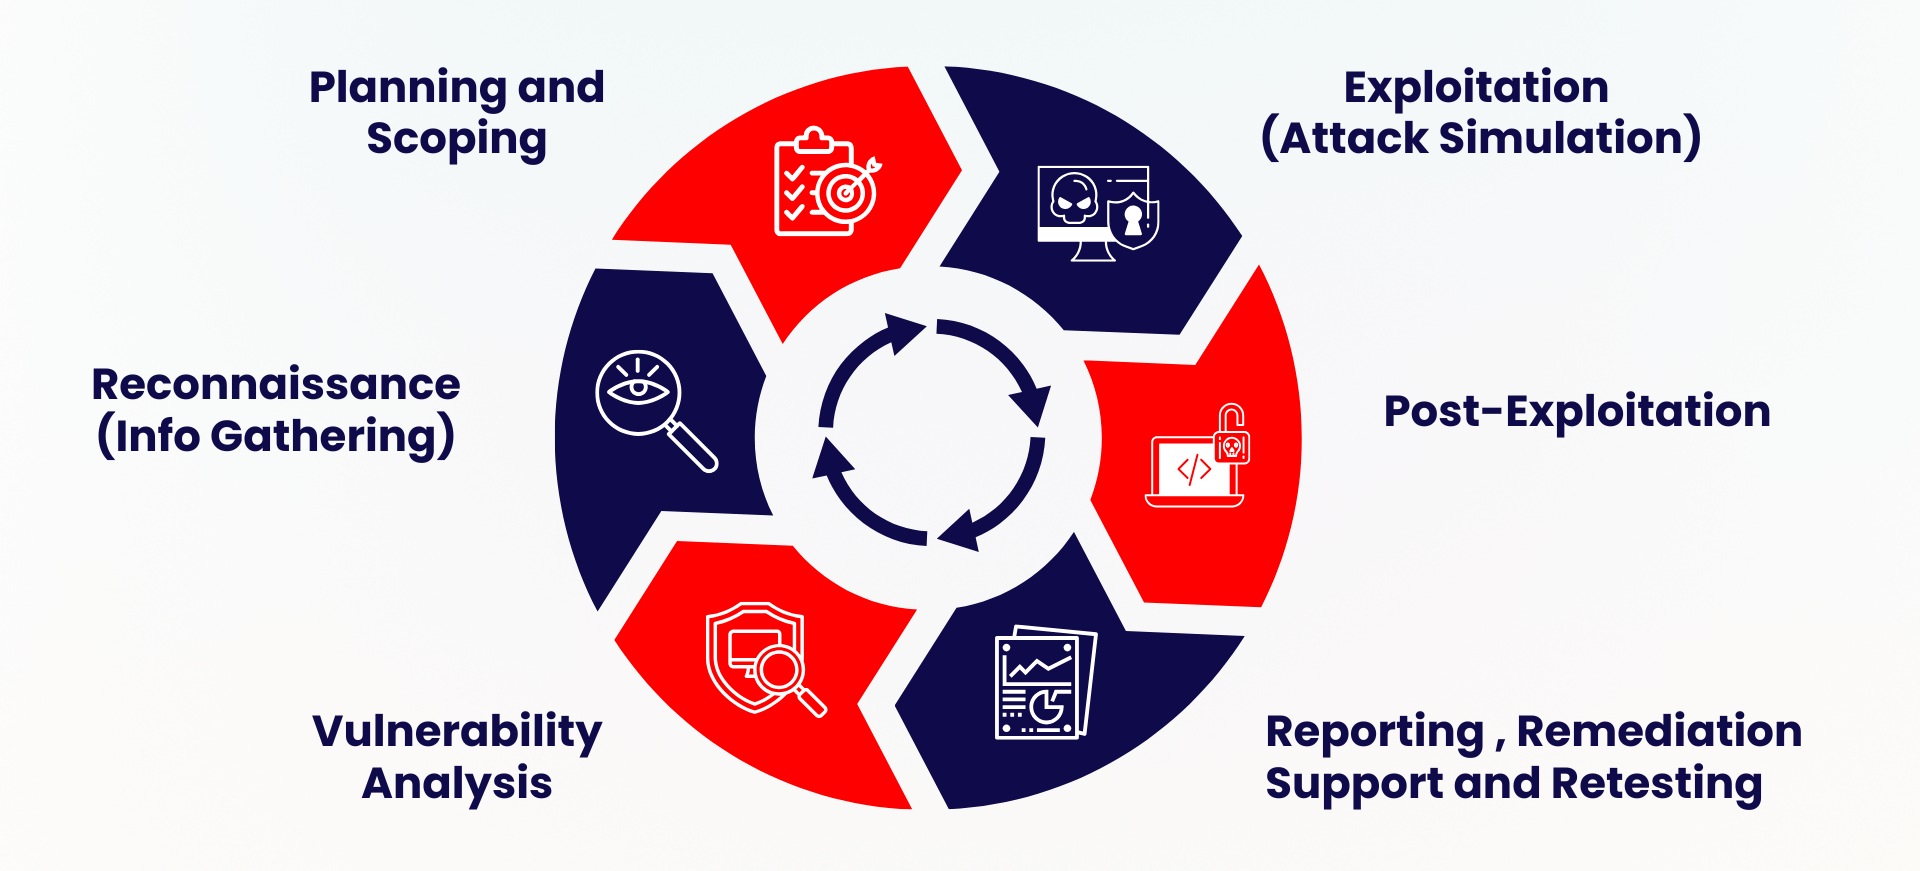 Planning and
Scoping
Exploitation
(Attack Simulation)
Reconnaissance
(Info Gathering)
Post-Exploitation
Vulnerability
Analysis
Reporting , Remediation
Support and Retesting